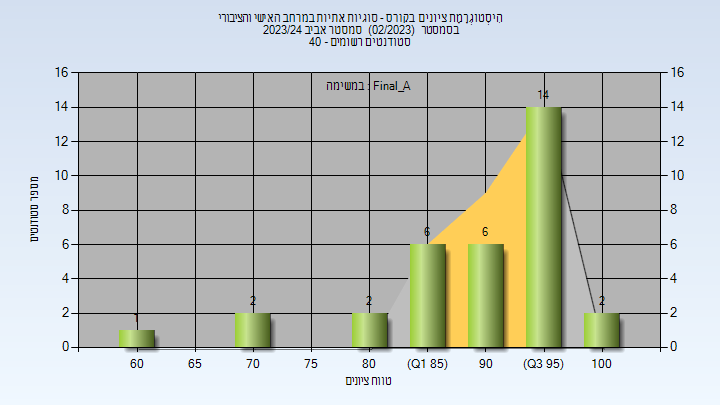 היסטוגרמת ציונים בקורס - סוגיות אתיות במרחב האישי והציבורי
בסמסטר (02/2023) סמסטר אביב 2023/24
סטודנטים רשומים - 40
במשימה : Final_A
16 16
14 14 14
12 12
10 10
8 8
6 6 6 6
4 4
2 2 2 2 2
1
0 0
60 65 70 75 80 (Q1 85) 90 (Q3 95) 100
טווח ציונים
מספר סטודנטים